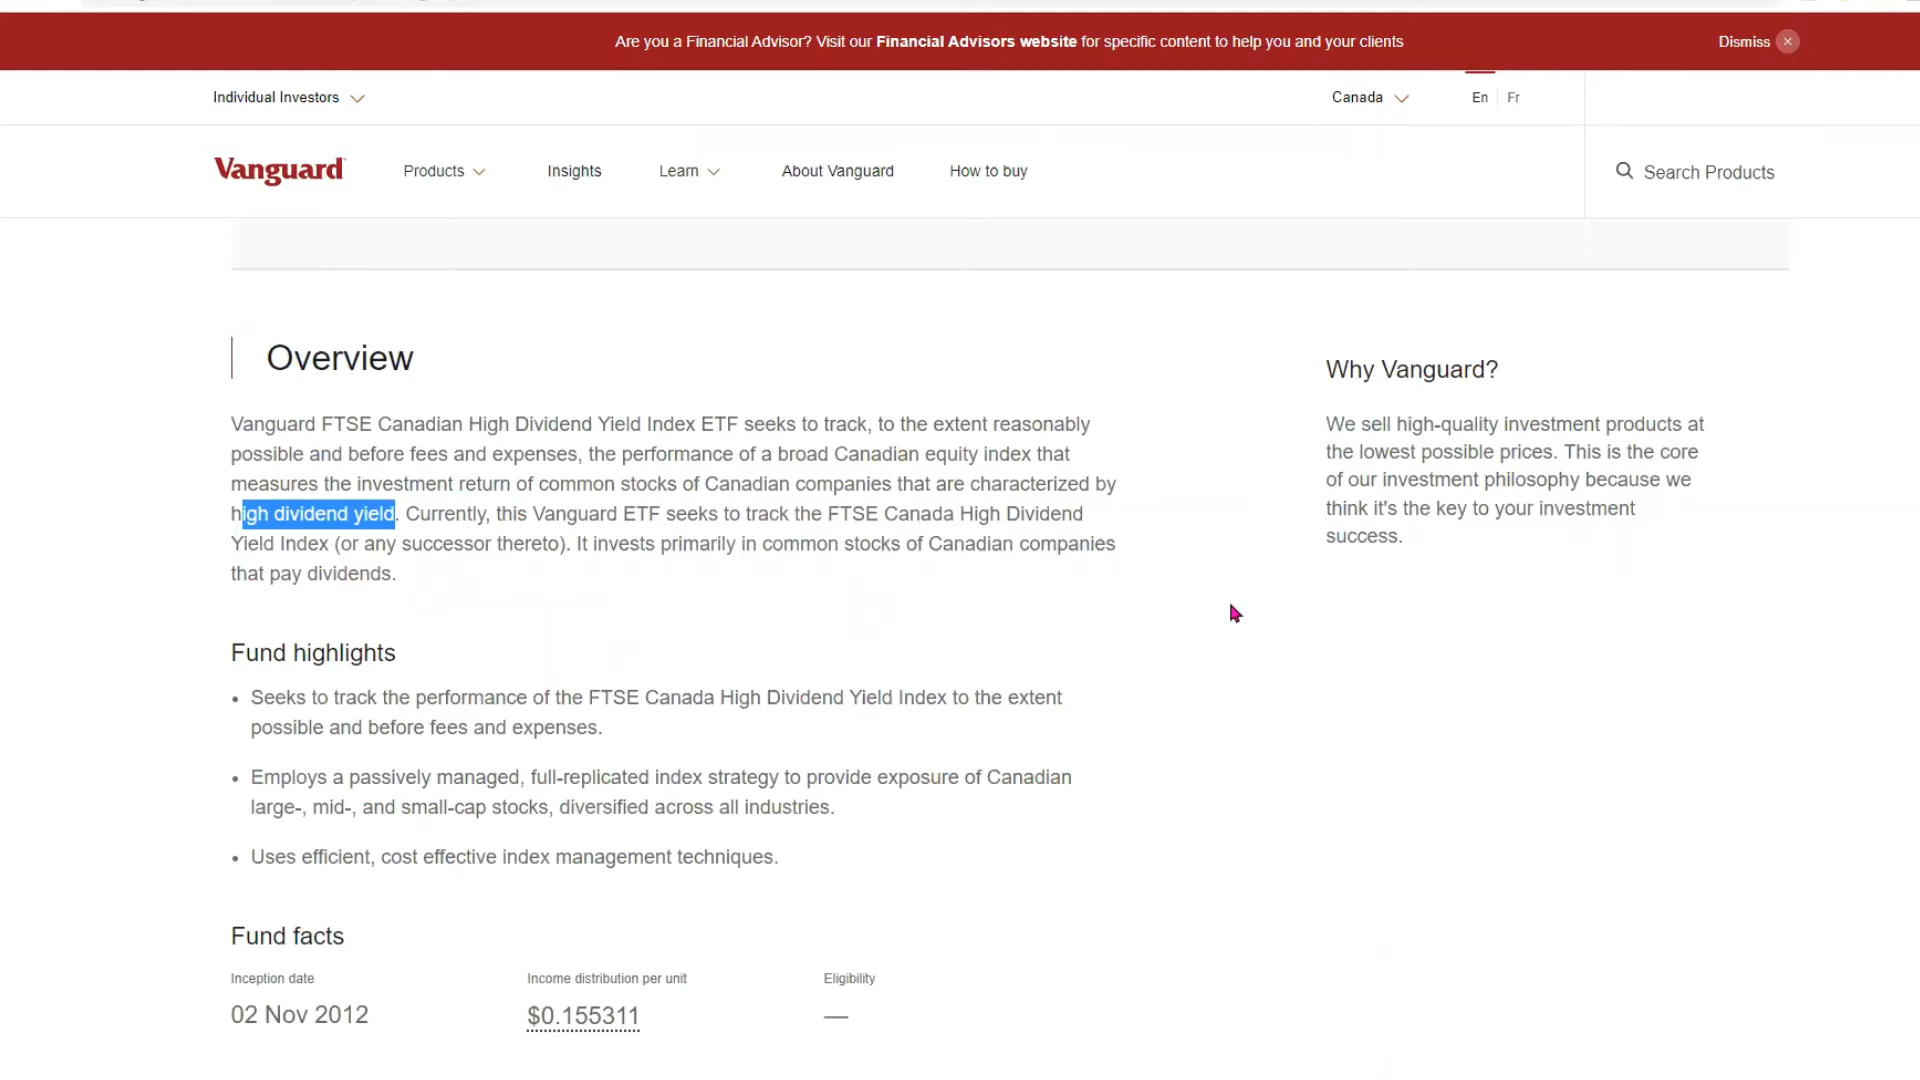 Are you a Financial Advisor? Visit our Financial Advisors website for specific content to help you and your clients
Dismiss
Individual Investors
Canada
En
Fr
Vanguard
Products
Insights
Learn
About Vanguard
How to buy
Search Products
Overview
Vanguard FTSE Canadian High Dividend Yield Index ETF seeks to track, to the extent reasonably
possible and before fees and expenses, the performance of a broad Canadian equity index that
measures the investment return of common stocks of Canadian companies that are characterized by
high dividend yield. Currently, this Vanguard ETF seeks to track the FTSE Canada High Dividend
Yield Index (or any successor thereto). It invests primarily in common stocks of Canadian companies
that pay dividends.
Why Vanguard?
We sell high-quality investment products at
the lowest possible prices. This is the core
of our investment philosophy because we
think it's the key to your investment
success.
Fund highlights
• Seeks to track the performance of the FTSE Canada High Dividend Yield Index to the extent
possible and before fees and expenses.
• Employs a passively managed, full-replicated index strategy to provide exposure of Canadian
large-, mid-, and small-cap stocks, diversified across all industries.
• Uses efficient, cost effective index management techniques.
Fund facts
Inception date
02 Nov 2012
Income distribution per unit
$0.155311
Eligibility
—